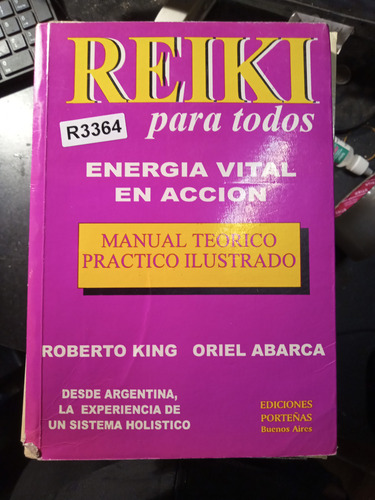 REIKI
R3364
para todos
ENERGIA VITAL
EN ACCION
MANUAL TEORICO
PRACTICO ILUSTRADO
ROBERTO KING ORIEL ABARCA
DESDE ARGENTINA,
LA EXPERIENCIA DE
UN SISTEMA HOLISTICO
EDICIONES
PORTEÑAS
Buenos Aires